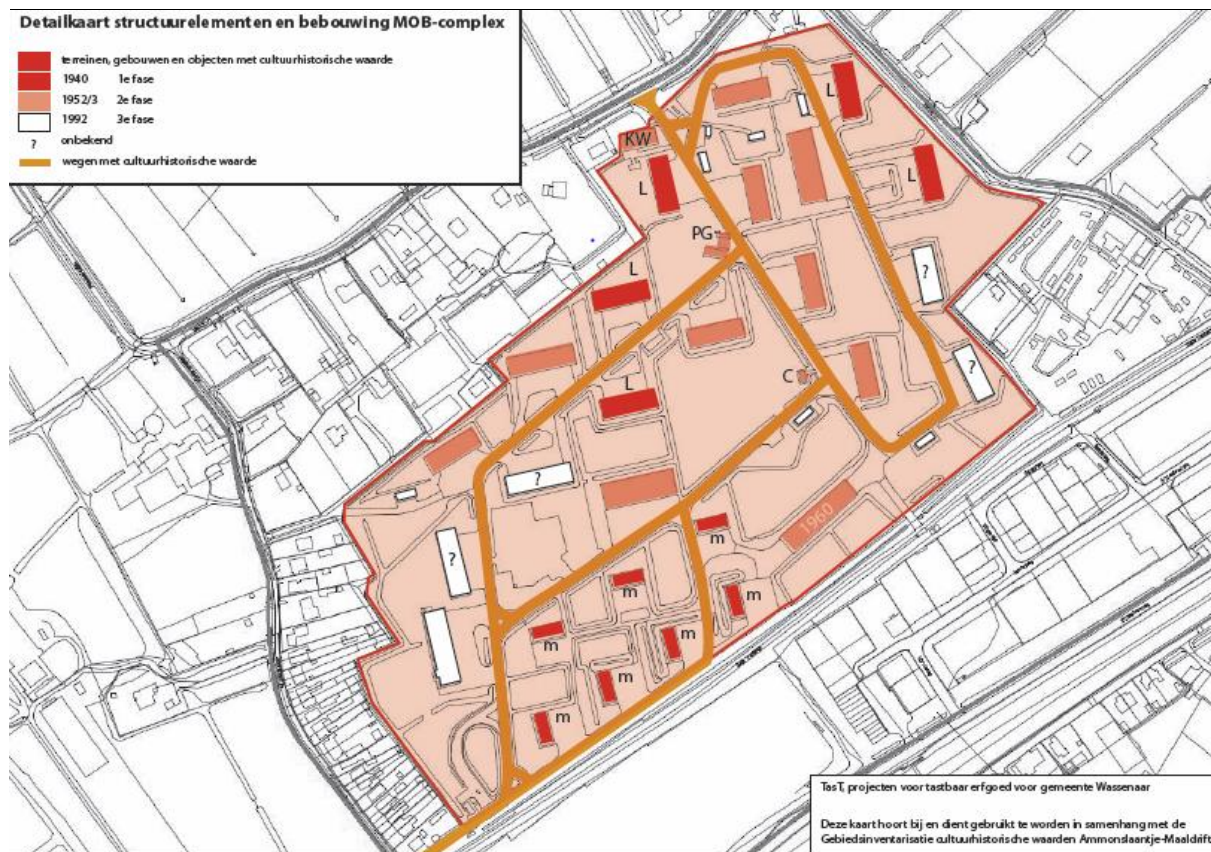 Detailkaart structuurelementen en bebouwing MOB-complex
terreinen, gebouwen en objecten met cultuurhistorische waarde
1940 1e fase
1952/3 2e fase
1992 3e fase
? onbekend
wegen met cultuurhistorische waarde
L
KW
L
L
PG
L
?
?
C
L
?
1960
m
?
m
m
m
m
m
m
TasT, projecten voor tastbaar erfgoed voor gemeente Wassenaar
Deze kaart hoort bij en dient gebruikt te worden in samenhang met de
Gebiedsinventarisatie cultuurhistorische waarden Ammonslaantje-Maaldrift